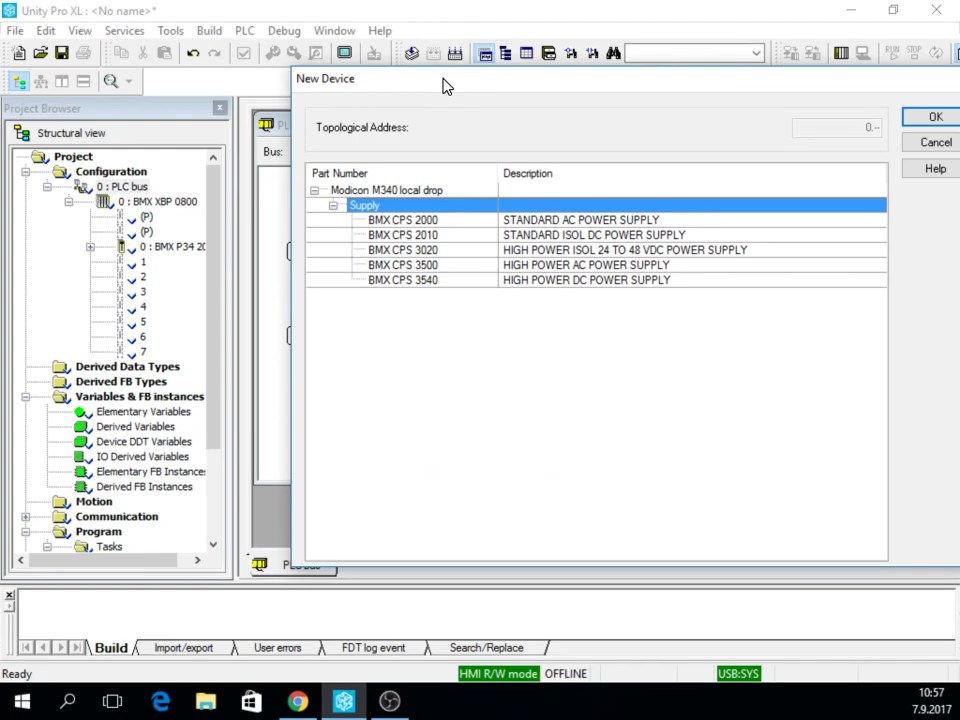 Unity Pro XL : <No name>*
File Edit View Services Tools Build PLC Debug Window Help
New Device
Project Browser
Structural view
Project
Configuration
0 : PLC bus
0 : BMX XBP 0800
(P)
(P)
0 : BMX P34 20
1
2
3
4
5
6
7
Derived Data Types
Derived FB Types
Variables & FB instances
Elementary Variables
Derived Variables
Device DDT Variables
IO Derived Variables
Elementary FB Instance
Derived FB Instances
Motion
Communication
Program
Tasks
Bus:
Topological Address: 0.--
OK
Cancel
Help
Part Number Description
Modicon M340 local drop
Supply
BMX CPS 2000 STANDARD AC POWER SUPPLY
BMX CPS 2010 STANDARD ISOL DC POWER SUPPLY
BMX CPS 3020 HIGH POWER ISOL 24 TO 48 VDC POWER SUPPLY
BMX CPS 3500 HIGH POWER AC POWER SUPPLY
BMX CPS 3540 HIGH POWER DC POWER SUPPLY
Build Import/export User errors FDT log event Search/Replace
Ready HMI R/W mode OFFLINE USB:SYS
10:57
7.9.2017